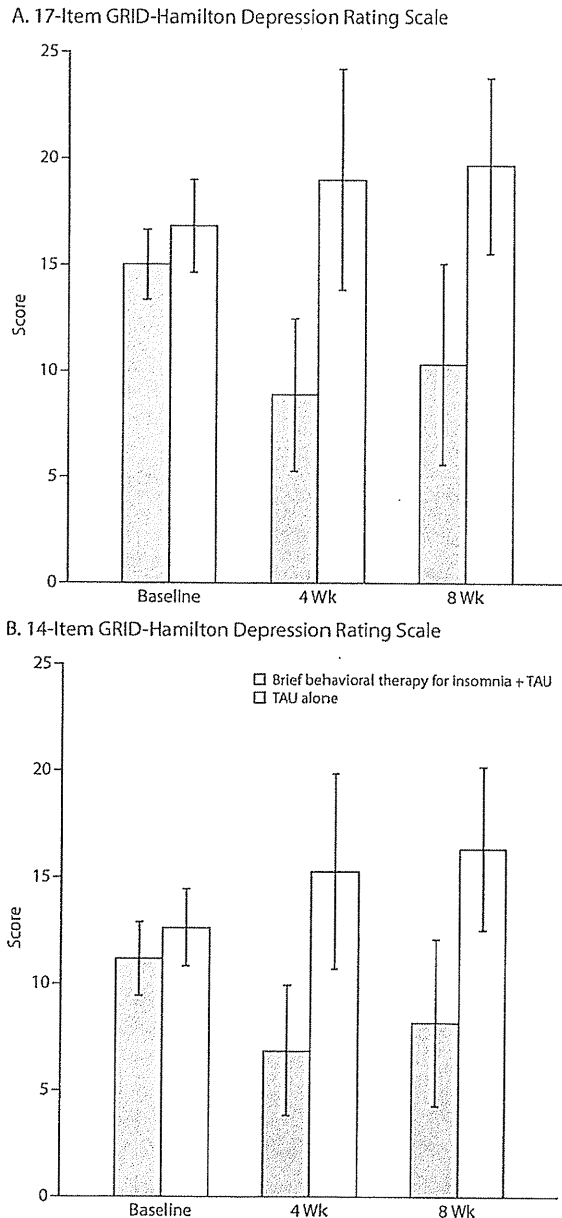 A. 17-Item GRID-Hamilton Depression Rating Scale
25
20
15
10
5
0
Score
Baseline
4 Wk
8 Wk
B. 14-Item GRID-Hamilton Depression Rating Scale
25
20
15
10
5
0
Score
Brief behavioral therapy for insomnia + TAU
TAU alone
Baseline
4 Wk
8 Wk